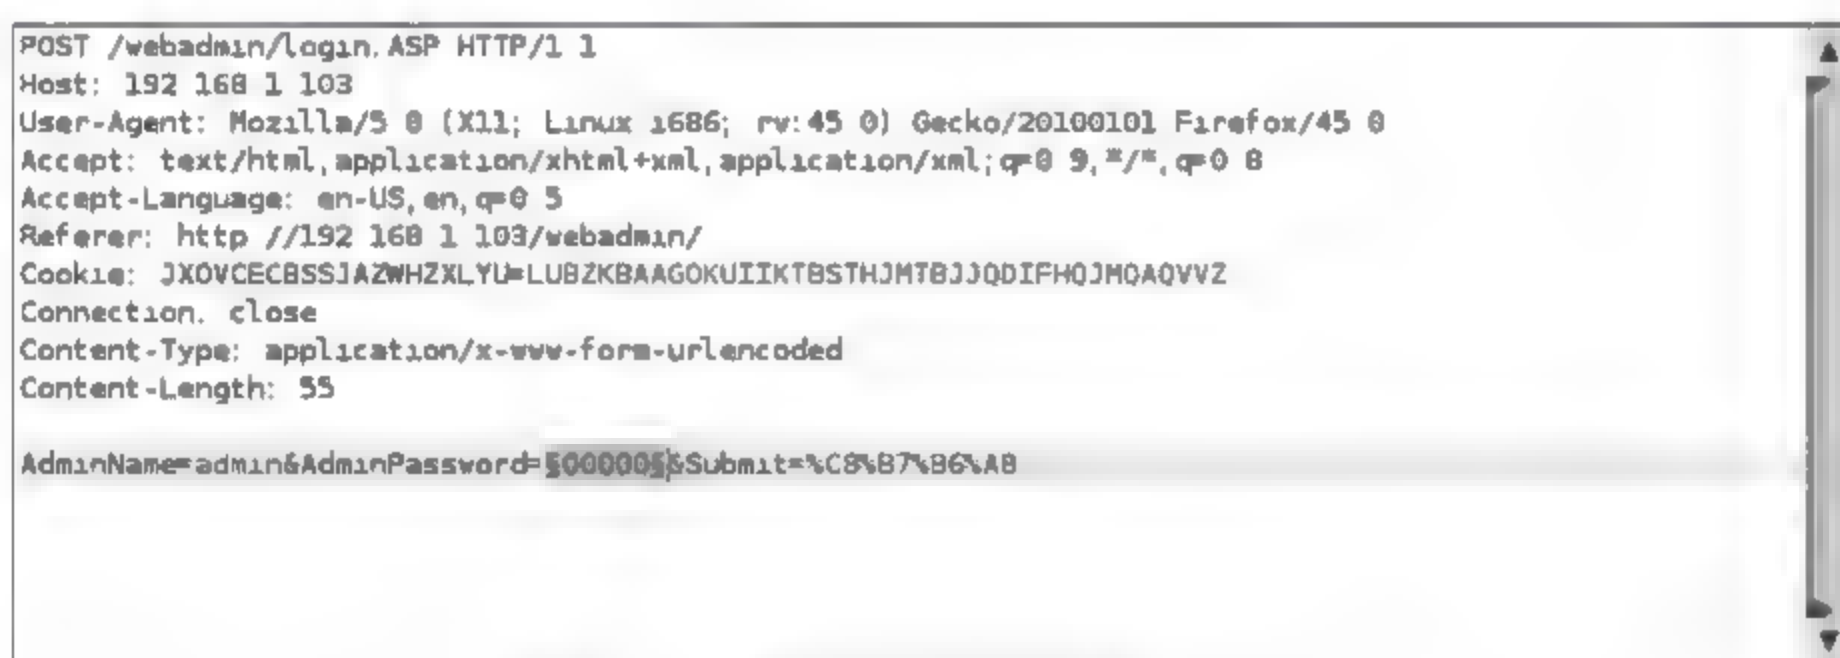 POST /webadmin/login.ASP HTTP/1 1
Host: 192 168 1 103
User-Agent: Mozilla/5 0 (X11; Linux i686; rv:45 0) Gecko/20100101 Firefox/45 0
Accept: text/html,application/xhtml+xml,application/xml;q=0 9,*/*,q=0 8
Accept-Language: en-US,en,q=0 5
Referer: http //192 168 1 103/webadmin/
Cookie: JXOVCECBSSJAZWHZXLYU=LUBZKBAAGOKUIIKTBSTHJMTBJJQDIFHQJMQAQVVZ
Connection. close
Content-Type: application/x-www-form-urlencoded
Content-Length: 55
AdminName=admin&AdminPassword=§00000§&Submit=%C8%B7%B6%A8